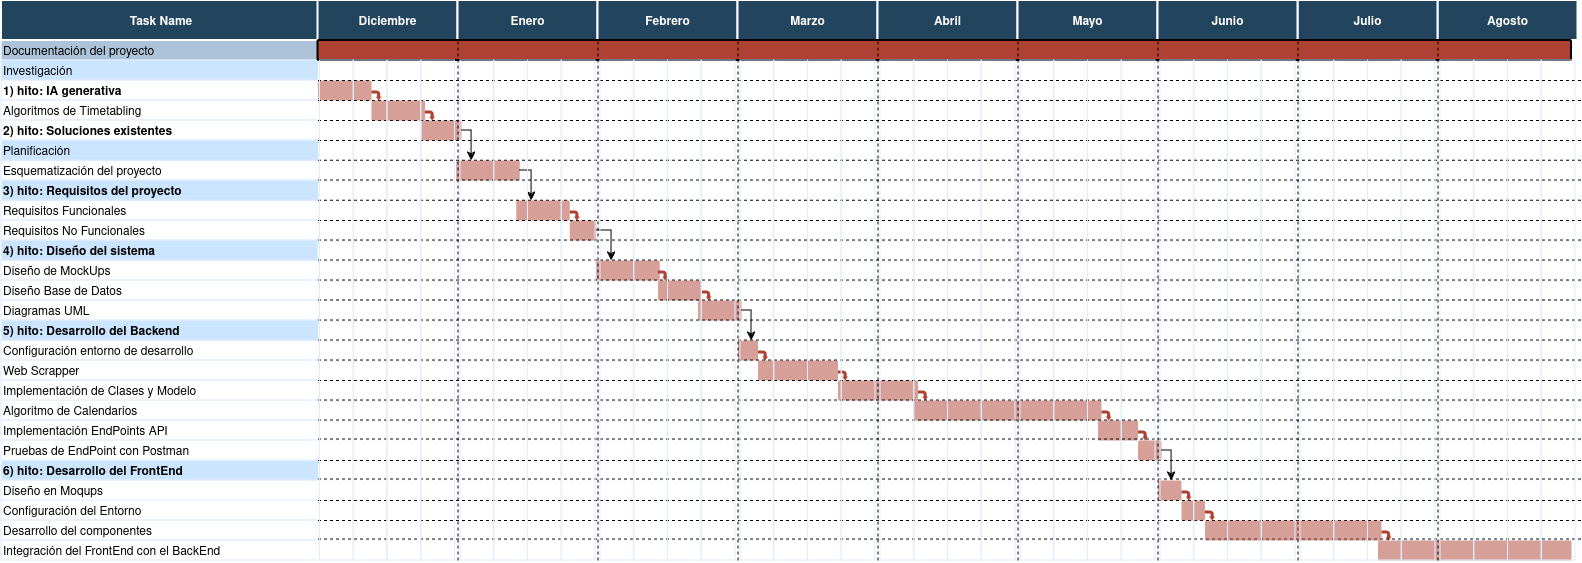 Task Name Diciembre Enero Febrero Marzo Abril Mayo Junio Julio Agosto
Documentación del proyecto
Investigación
1) hito: IA generativa
Algoritmos de Timetabling
2) hito: Soluciones existentes
Planificación
Esquematización del proyecto
3) hito: Requisitos del proyecto
Requisitos Funcionales
Requisitos No Funcionales
4) hito: Diseño del sistema
Diseño de MockUps
Diseño Base de Datos
Diagramas UML
5) hito: Desarrollo del Backend
Configuración entorno de desarrollo
Web Scrapper
Implementación de Clases y Modelo
Algoritmo de Calendarios
Implementación EndPoints API
Pruebas de EndPoint con Postman
6) hito: Desarrollo del FrontEnd
Diseño en Moqups
Configuración del Entorno
Desarrollo del componentes
Integración del FrontEnd con el BackEnd